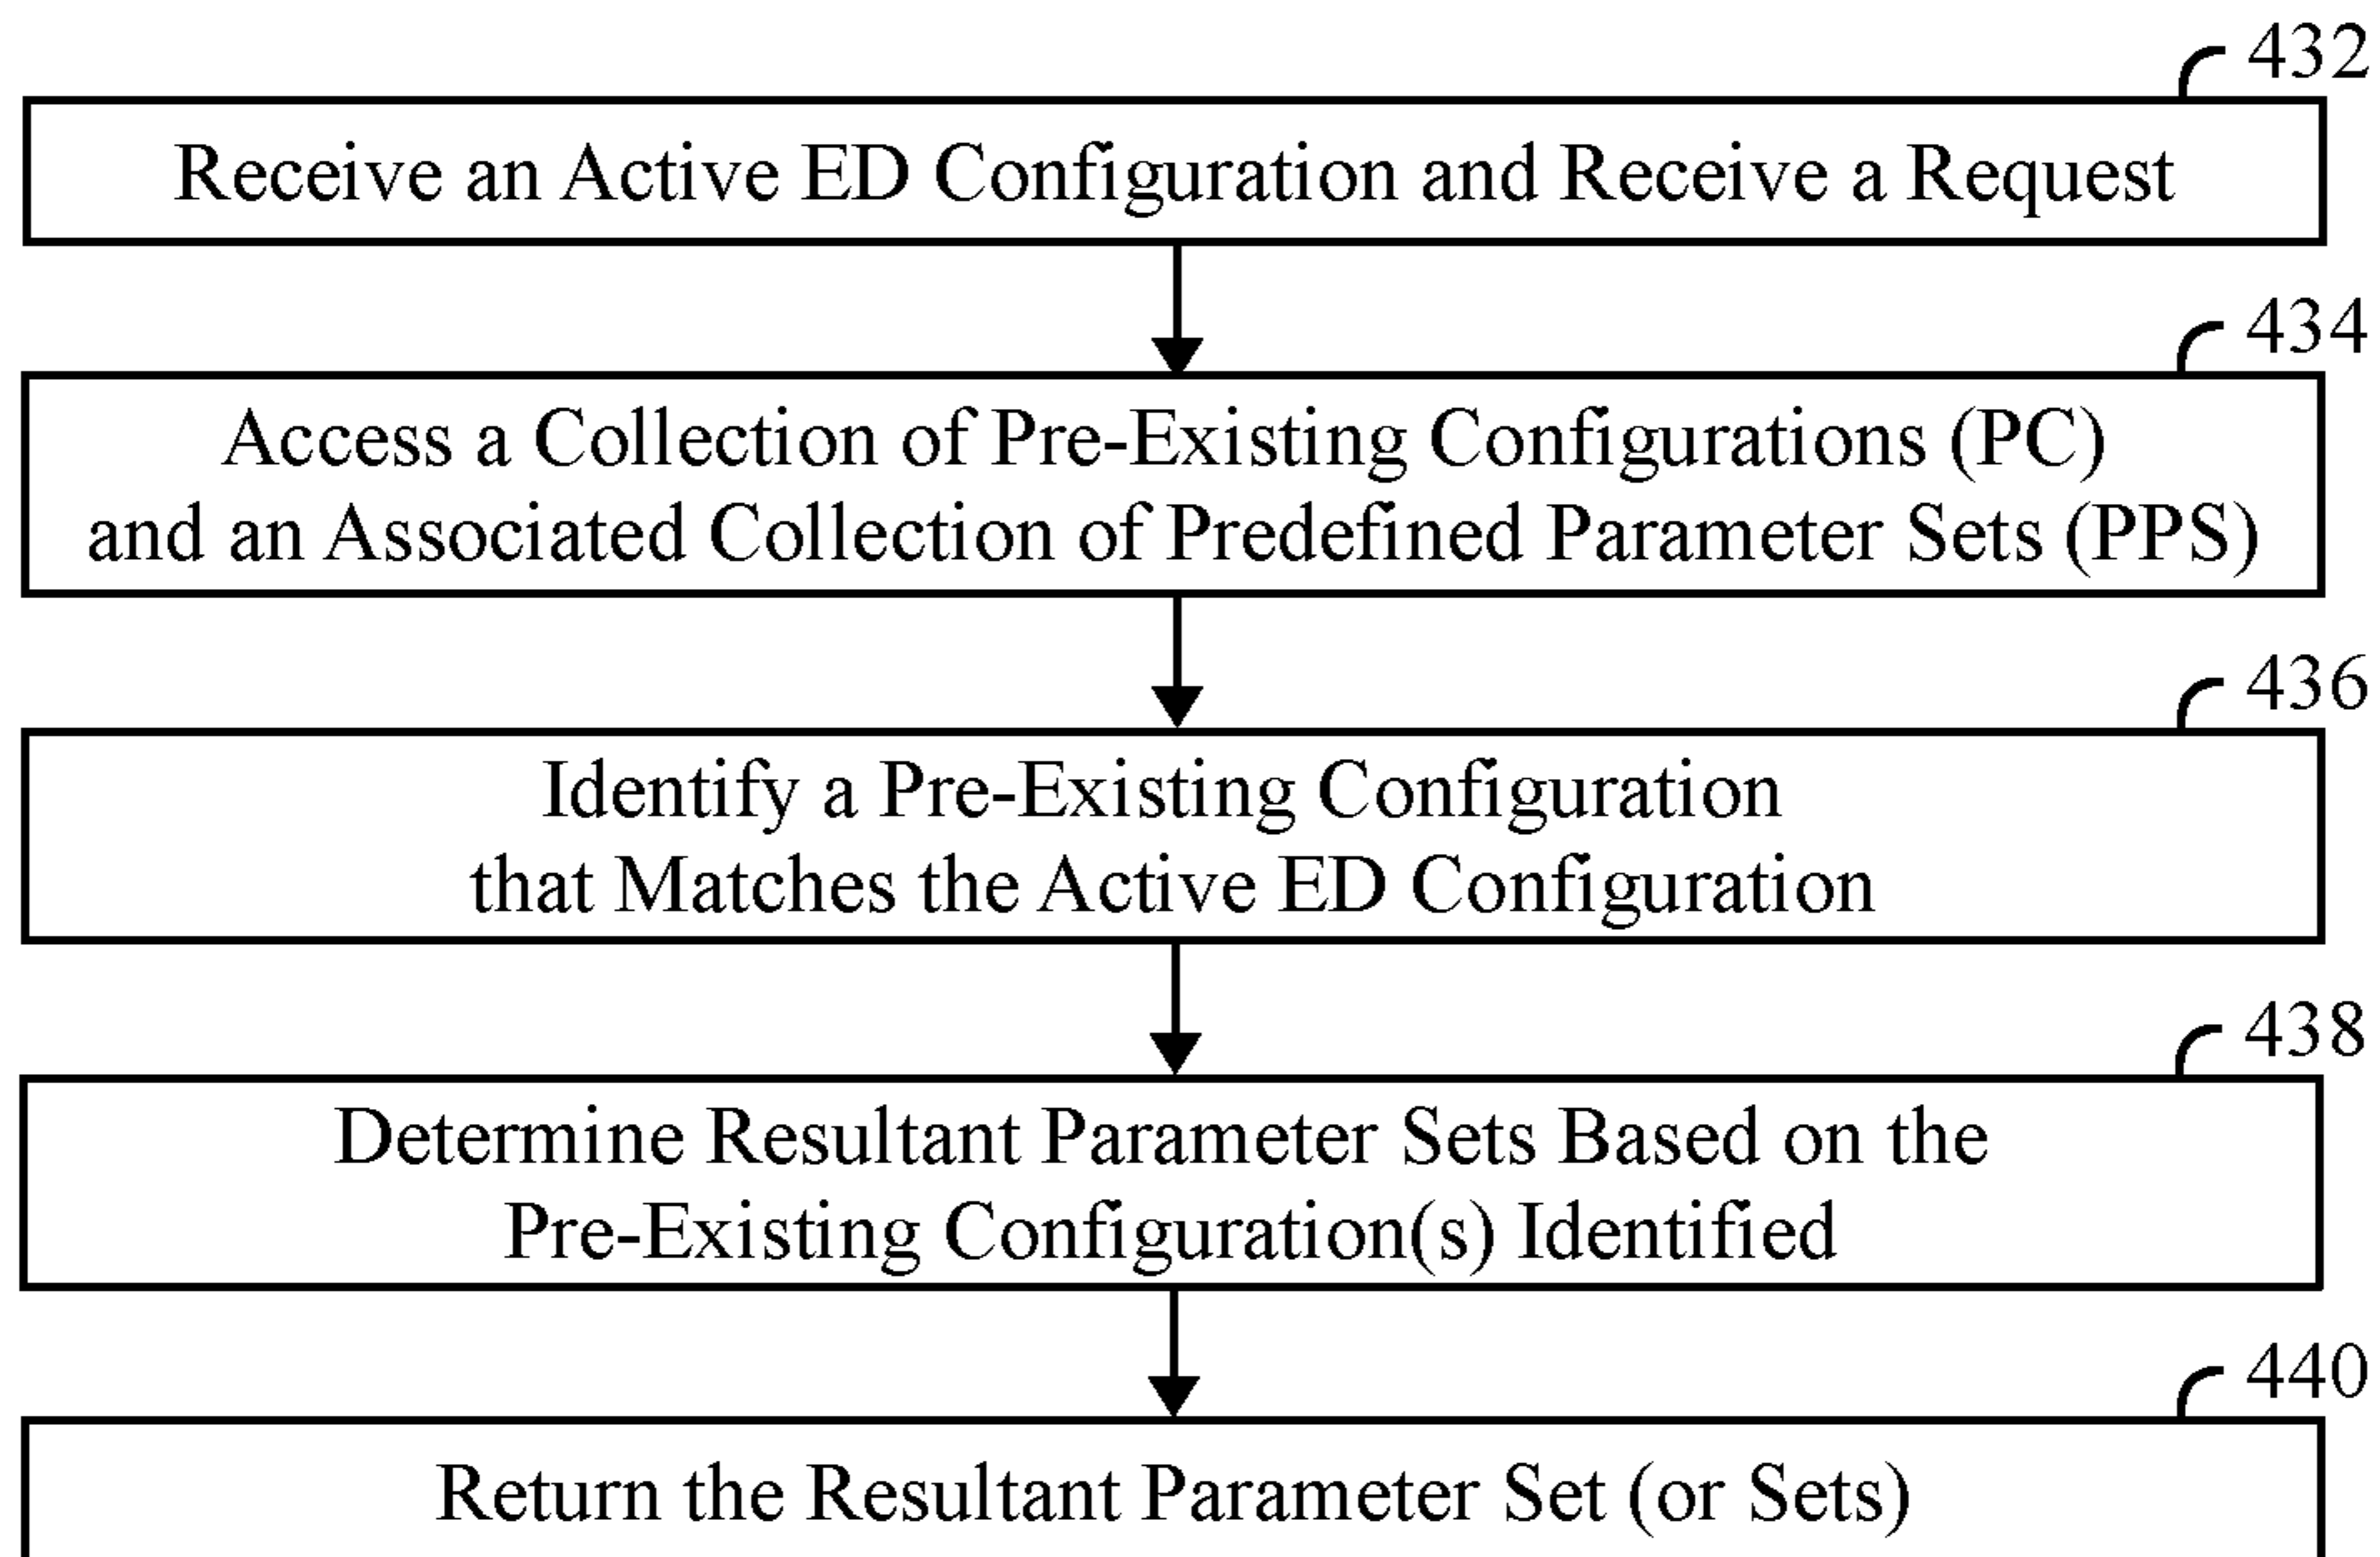 432
Receive an Active ED Configuration and Receive a Request
434
Access a Collection of Pre-Existing Configurations (PC)
and an Associated Collection of Predefined Parameter Sets (PPS)
436
Identify a Pre-Existing Configuration
that Matches the Active ED Configuration
438
Determine Resultant Parameter Sets Based on the
Pre-Existing Configuration(s) Identified
440
Return the Resultant Parameter Set (or Sets)